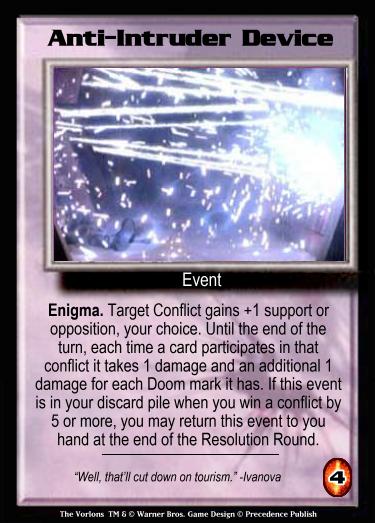 Anti-Intruder Device
Event
Enigma. Target Conflict gains +1 support or
opposition, your choice. Until the end of the
turn, each time a card participates in that
conflict it takes 1 damage and an additional 1
damage for each Doom mark it has. If this event
is in your discard pile when you win a conflict by
5 or more, you may return this event to you
hand at the end of the Resolution Round.
"Well, that'll cut down on tourism." -Ivanova
4
The Vorlons TM & © Warner Bros. Game Design © Precedence Publish